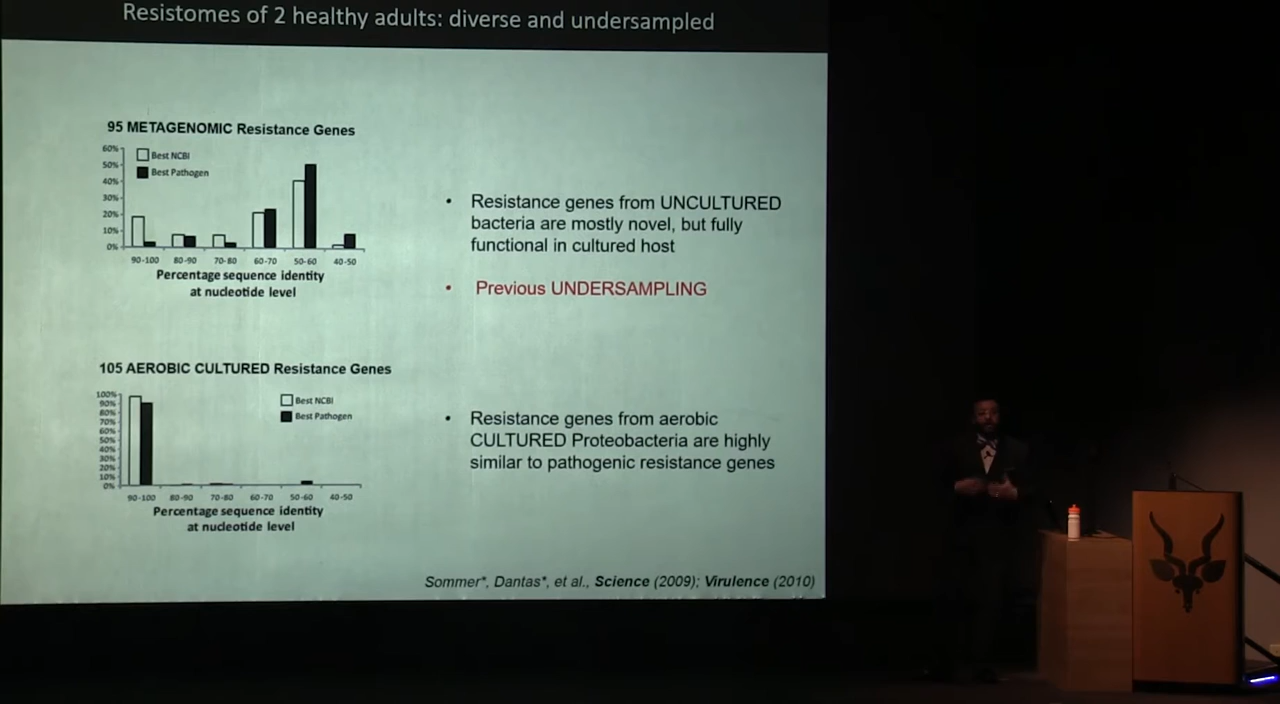 Resistomes of 2 healthy adults: diverse and undersampled
95 METAGENOMIC Resistance Genes
60%
50%
40%
30%
20%
10%
0%
Best NCBI
Best Pathogen
90-100 80-90 70-80 60-70 50-60 40-50
Percentage sequence identity
at nucleotide level
• Resistance genes from UNCULTURED
bacteria are mostly novel, but fully
functional in cultured host
• Previous UNDERSAMPLING
105 AEROBIC CULTURED Resistance Genes
100%
90%
80%
70%
60%
50%
40%
30%
20%
10%
0%
Best NCBI
Best Pathogen
90-100 80-90 70-80 60-70 50-60 40-50
Percentage sequence identity
at nucleotide level
• Resistance genes from aerobic
CULTURED Proteobacteria are highly
similar to pathogenic resistance genes
Sommer*, Dantas*, et al., Science (2009); Virulence (2010)